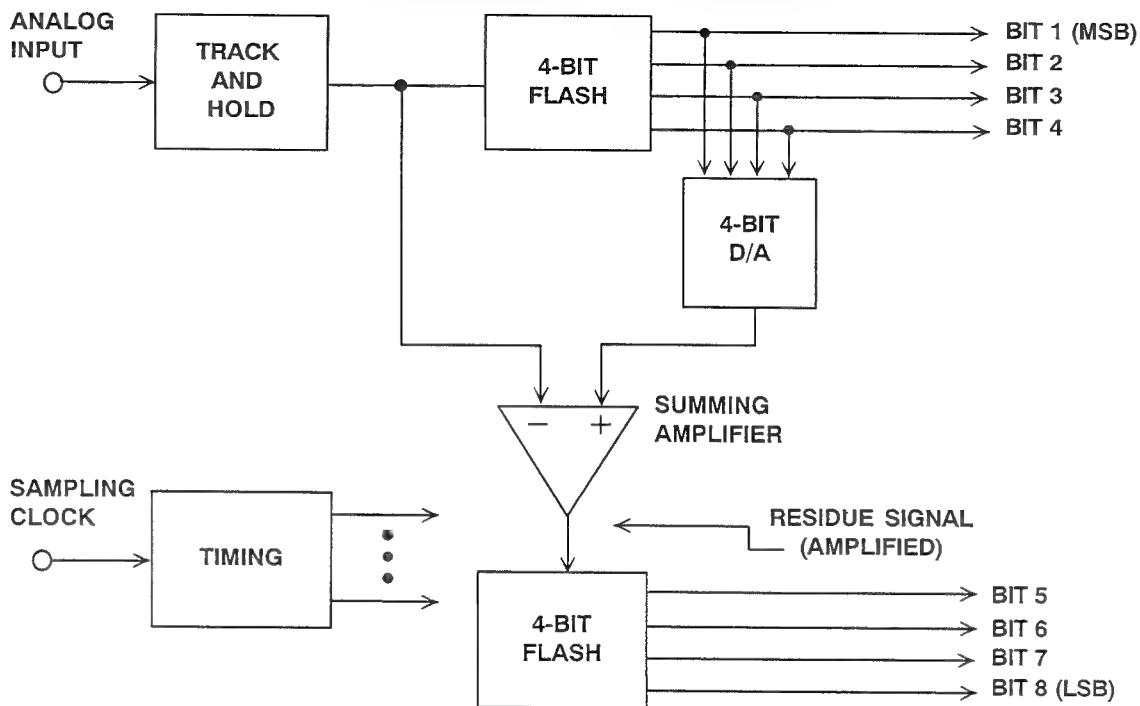 ANALOG
INPUT
TRACK
AND
HOLD
4-BIT
FLASH
BIT 1 (MSB)
BIT 2
BIT 3
BIT 4
4-BIT
D/A
− +
SUMMING
AMPLIFIER
SAMPLING
CLOCK
TIMING
RESIDUE SIGNAL
(AMPLIFIED)
4-BIT
FLASH
BIT 5
BIT 6
BIT 7
BIT 8 (LSB)